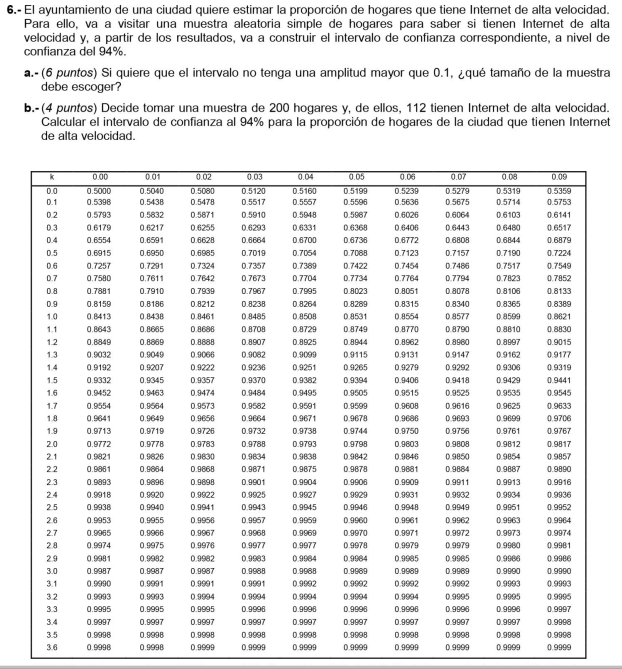 6.- El ayuntamiento de una ciudad quiere estimar la proporción de hogares que tiene Internet de alta velocidad.
Para ello, va a visitar una muestra aleatoria simple de hogares para saber si tienen Internet de alta
velocidad y, a partir de los resultados, va a construir el intervalo de confianza correspondiente, a nivel de
confianza del 94%.
a.- (6 puntos) Si quiere que el intervalo no tenga una amplitud mayor que 0.1, ¿qué tamaño de la muestra
debe escoger?
b.- (4 puntos) Decide tomar una muestra de 200 hogares y, de ellos, 112 tienen Internet de alta velocidad.
Calcular el intervalo de confianza al 94% para la proporción de hogares de la ciudad que tienen Internet
de alta velocidad.
k 0.00 0.01 0.02 0.03 0.04 0.05 0.06 0.07 0.08 0.09
0.0 0.5000 0.5040 0.5080 0.5120 0.5160 0.5199 0.5239 0.5279 0.5319 0.5359
0.1 0.5398 0.5438 0.5478 0.5517 0.5557 0.5596 0.5636 0.5675 0.5714 0.5753
0.2 0.5793 0.5832 0.5871 0.5910 0.5948 0.5987 0.6026 0.6064 0.6103 0.6141
0.3 0.6179 0.6217 0.6255 0.6293 0.6331 0.6368 0.6406 0.6443 0.6480 0.6517
0.4 0.6554 0.6591 0.6628 0.6664 0.6700 0.6736 0.6772 0.6808 0.6844 0.6879
0.5 0.6915 0.6950 0.6985 0.7019 0.7054 0.7088 0.7123 0.7157 0.7190 0.7224
0.6 0.7257 0.7291 0.7324 0.7357 0.7389 0.7422 0.7454 0.7486 0.7517 0.7549
0.7 0.7580 0.7611 0.7642 0.7673 0.7704 0.7734 0.7764 0.7794 0.7823 0.7852
0.8 0.7881 0.7910 0.7939 0.7967 0.7995 0.8023 0.8051 0.8078 0.8106 0.8133
0.9 0.8159 0.8186 0.8212 0.8238 0.8264 0.8289 0.8315 0.8340 0.8365 0.8389
1.0 0.8413 0.8438 0.8461 0.8485 0.8508 0.8531 0.8554 0.8577 0.8599 0.8621
1.1 0.8643 0.8665 0.8686 0.8708 0.8729 0.8749 0.8770 0.8790 0.8810 0.8830
1.2 0.8849 0.8869 0.8888 0.8907 0.8925 0.8944 0.8962 0.8980 0.8997 0.9015
1.3 0.9032 0.9049 0.9066 0.9082 0.9099 0.9115 0.9131 0.9147 0.9162 0.9177
1.4 0.9192 0.9207 0.9222 0.9236 0.9251 0.9265 0.9279 0.9292 0.9306 0.9319
1.5 0.9332 0.9345 0.9357 0.9370 0.9382 0.9394 0.9406 0.9418 0.9429 0.9441
1.6 0.9452 0.9463 0.9474 0.9484 0.9495 0.9505 0.9515 0.9525 0.9535 0.9545
1.7 0.9554 0.9564 0.9573 0.9582 0.9591 0.9599 0.9608 0.9616 0.9625 0.9633
1.8 0.9641 0.9649 0.9656 0.9664 0.9671 0.9678 0.9686 0.9693 0.9699 0.9706
1.9 0.9713 0.9719 0.9726 0.9732 0.9738 0.9744 0.9750 0.9756 0.9761 0.9767
2.0 0.9772 0.9778 0.9783 0.9788 0.9793 0.9798 0.9803 0.9808 0.9812 0.9817
2.1 0.9821 0.9826 0.9830 0.9834 0.9838 0.9842 0.9846 0.9850 0.9854 0.9857
2.2 0.9861 0.9864 0.9868 0.9871 0.9875 0.9878 0.9881 0.9884 0.9887 0.9890
2.3 0.9893 0.9896 0.9898 0.9901 0.9904 0.9906 0.9909 0.9911 0.9913 0.9916
2.4 0.9918 0.9920 0.9922 0.9925 0.9927 0.9929 0.9931 0.9932 0.9934 0.9936
2.5 0.9938 0.9940 0.9941 0.9943 0.9945 0.9946 0.9948 0.9949 0.9951 0.9952
2.6 0.9953 0.9955 0.9956 0.9957 0.9959 0.9960 0.9961 0.9962 0.9963 0.9964
2.7 0.9965 0.9966 0.9967 0.9968 0.9969 0.9970 0.9971 0.9972 0.9973 0.9974
2.8 0.9974 0.9975 0.9976 0.9977 0.9977 0.9978 0.9979 0.9979 0.9980 0.9981
2.9 0.9981 0.9982 0.9982 0.9983 0.9984 0.9984 0.9985 0.9985 0.9986 0.9986
3.0 0.9987 0.9987 0.9987 0.9988 0.9988 0.9989 0.9989 0.9989 0.9990 0.9990
3.1 0.9990 0.9991 0.9991 0.9991 0.9992 0.9992 0.9992 0.9992 0.9993 0.9993
3.2 0.9993 0.9993 0.9994 0.9994 0.9994 0.9994 0.9994 0.9995 0.9995 0.9995
3.3 0.9995 0.9995 0.9995 0.9996 0.9996 0.9996 0.9996 0.9996 0.9996 0.9997
3.4 0.9997 0.9997 0.9997 0.9997 0.9997 0.9997 0.9997 0.9997 0.9997 0.9998
3.5 0.9998 0.9998 0.9998 0.9998 0.9998 0.9998 0.9998 0.9998 0.9998 0.9998
3.6 0.9998 0.9998 0.9999 0.9999 0.9999 0.9999 0.9999 0.9999 0.9999 0.9999